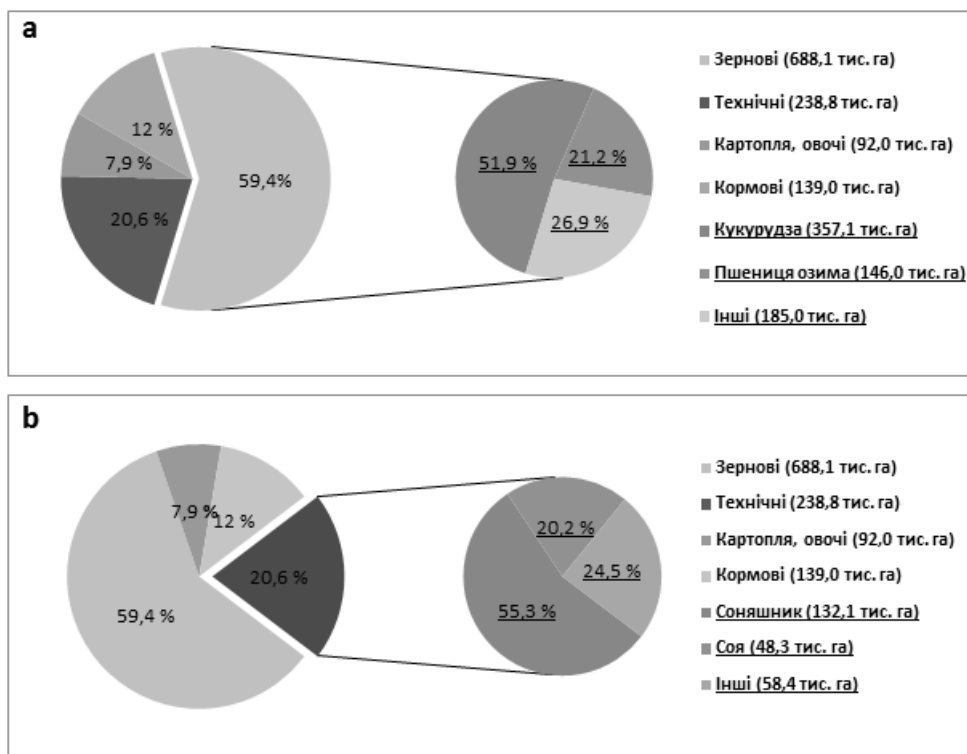 a
12 %
7,9 %
20,6 %
59,4%
51,9 %
21,2 %
26,9 %
Зернові (688,1 тис. га)
Технічні (238,8 тис. га)
Картопля, овочі (92,0 тис. га)
Кормові (139,0 тис. га)
Кукурудза (357,1 тис. га)
Пшениця озима (146,0 тис. га)
Інші (185,0 тис. га)
b
7,9 %
12 %
59,4 %
20,6 %
20,2 %
24,5 %
55,3 %
Зернові (688,1 тис. га)
Технічні (238,8 тис. га)
Картопля, овочі (92,0 тис. га)
Кормові (139,0 тис. га)
Соняшник (132,1 тис. га)
Соя (48,3 тис. га)
Інші (58,4 тис. га)